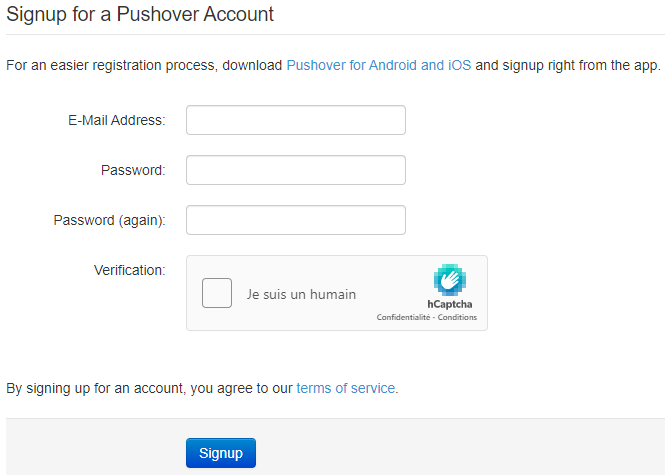 Signup for a Pushover Account
For an easier registration process, download Pushover for Android and iOS and signup right from the app.
E-Mail Address:
Password:
Password (again):
Verification:
Je suis un humain
hCaptcha
Confidentialité - Conditions
By signing up for an account, you agree to our terms of service.
Signup